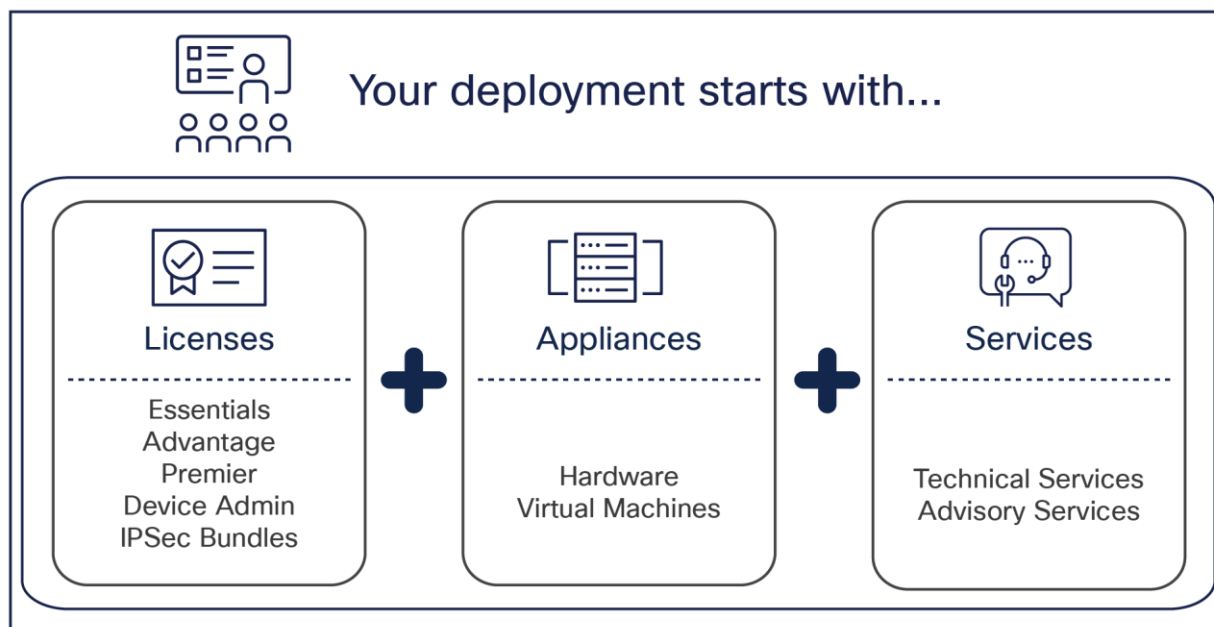 Your deployment starts with...
Licenses
Essentials
Advantage
Premier
Device Admin
IPSec Bundles
Appliances
Hardware
Virtual Machines
Services
Technical Services
Advisory Services